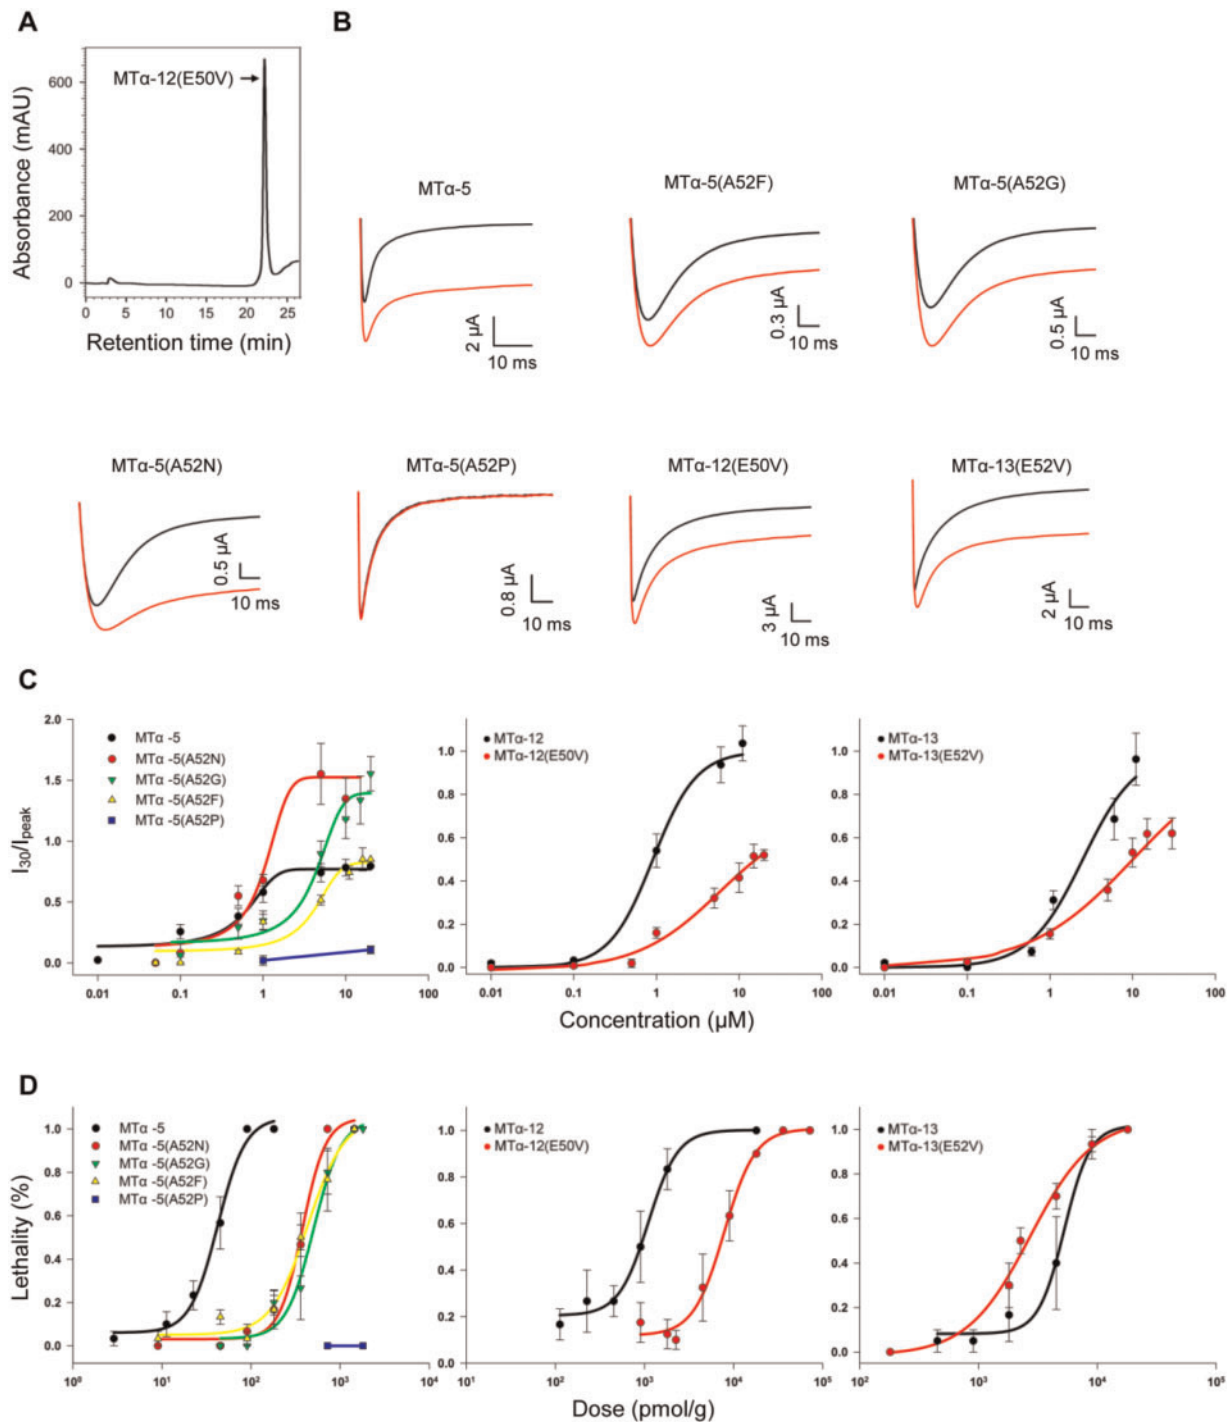 A
B
MTα-12(E50V)
600
400
200
0
Absorbance (mAU)
0 5 10 15 20 25
Retention time (min)
MTα-5
2 µA
10 ms
MTα-5(A52F)
0.3 µA
10 ms
MTα-5(A52G)
0.5 µA
10 ms
MTα-5(A52N)
0.5 µA
10 ms
MTα-5(A52P)
0.8 µA
10 ms
MTα-12(E50V)
3 µA
10 ms
MTα-13(E52V)
2 µA
10 ms
C
I30/Ipeak
2.0
1.5
1.0
0.5
0.0
MTα -5
MTα -5(A52N)
MTα -5(A52G)
MTα -5(A52F)
MTα -5(A52P)
0.01 0.1 1 10 100
1.0
0.8
0.6
0.4
0.2
0.0
MTα-12
MTα-12(E50V)
0.01 0.1 1 10 100
1.0
0.8
0.6
0.4
0.2
0.0
MTα-13
MTα-13(E52V)
0.01 0.1 1 10 100
Concentration (µM)
D
Lethality (%)
1.0
0.8
0.6
0.4
0.2
0.0
MTα -5
MTα -5(A52N)
MTα -5(A52G)
MTα -5(A52F)
MTα -5(A52P)
10⁰ 10¹ 10² 10³ 10⁴
1.0
0.8
0.6
0.4
0.2
0.0
MTα-12
MTα-12(E50V)
10¹ 10² 10³ 10⁴ 10⁵
1.0
0.8
0.6
0.4
0.2
0.0
MTα-13
MTα-13(E52V)
10² 10³ 10⁴ 10⁵
Dose (pmol/g)